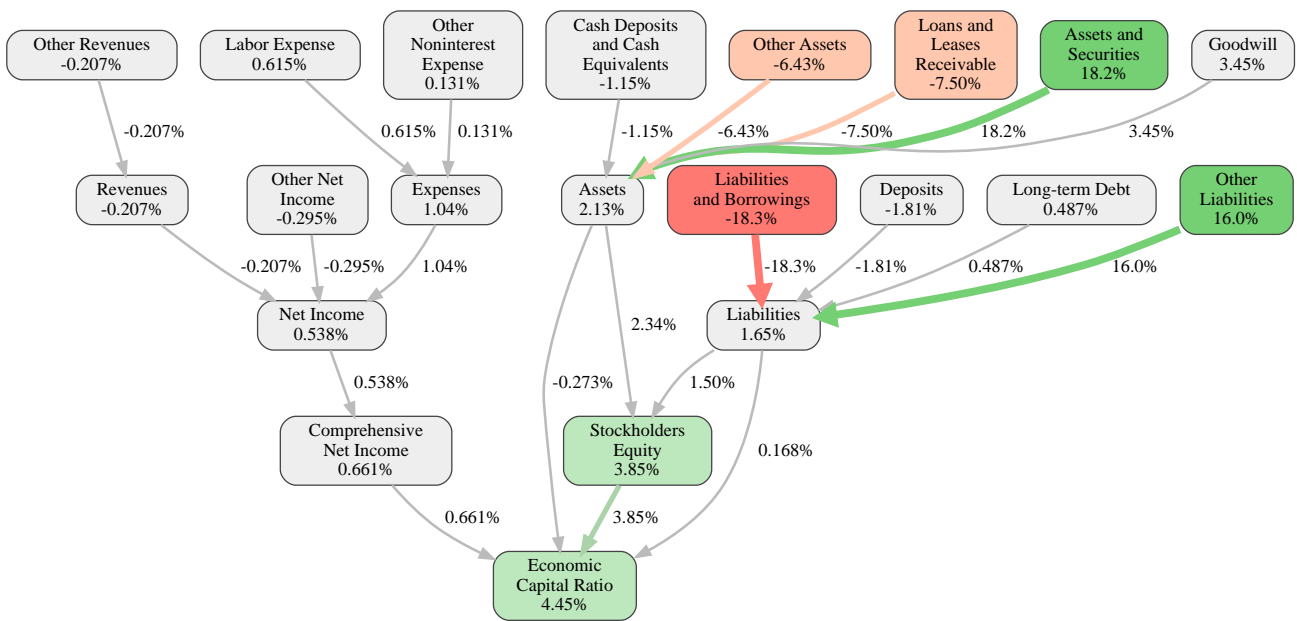 Other Revenues
-0.207%
Labor Expense
0.615%
Other
Noninterest
Expense
0.131%
Cash Deposits
and Cash
Equivalents
-1.15%
Other Assets
-6.43%
Loans and
Leases
Receivable
-7.50%
Assets and
Securities
18.2%
Goodwill
3.45%
-0.207%
0.615%
0.131%
-1.15%
-6.43%
-7.50%
18.2%
3.45%
Revenues
-0.207%
Other Net
Income
-0.295%
Expenses
1.04%
Assets
2.13%
Liabilities
and Borrowings
-18.3%
Deposits
-1.81%
Long-term Debt
0.487%
Other
Liabilities
16.0%
-0.207%
-0.295%
1.04%
-18.3%
-1.81%
0.487%
16.0%
Net Income
0.538%
2.34%
Liabilities
1.65%
0.538%
-0.273%
1.50%
Comprehensive
Net Income
0.661%
Stockholders
Equity
3.85%
0.168%
0.661%
3.85%
Economic
Capital Ratio
4.45%